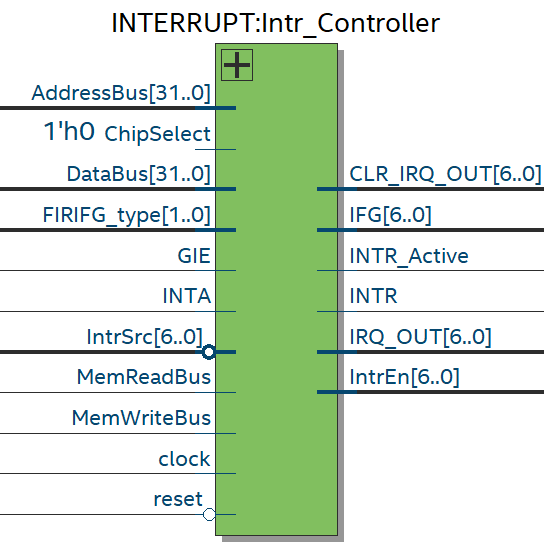 INTERRUPT:Intr_Controller
AddressBus[31..0]
1'h0 ChipSelect
DataBus[31..0] CLR_IRQ_OUT[6..0]
FIRIFG_type[1..0] IFG[6..0]
GIE INTR_Active
INTA INTR
IntrSrc[6..0] IRQ_OUT[6..0]
MemReadBus IntrEn[6..0]
MemWriteBus
clock
reset